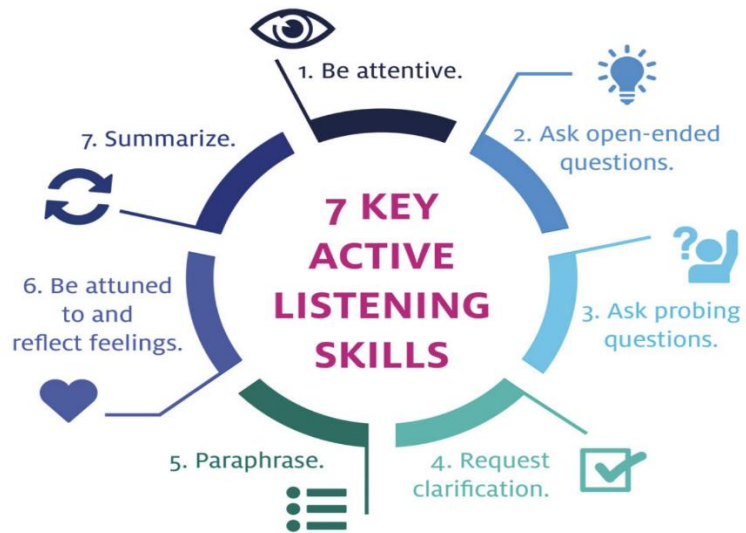 1. Be attentive.
2. Ask open-ended
questions.
3. Ask probing
questions.
4. Request
clarification.
5. Paraphrase.
6. Be attuned
to and
reflect feelings.
7. Summarize.
7 KEY
ACTIVE
LISTENING
SKILLS
?